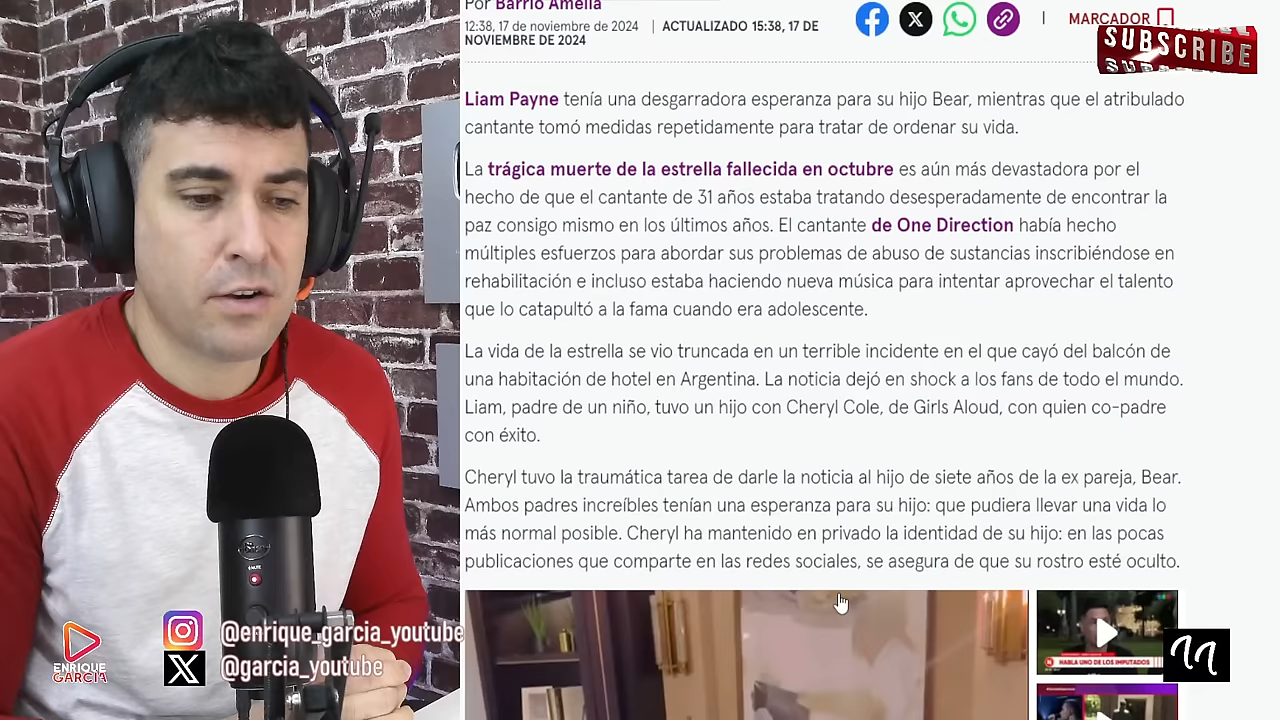 Por Barrio Amelia
12:38, 17 de noviembre de 2024 | ACTUALIZADO 15:38, 17 DE
NOVIEMBRE DE 2024
MARCADOR
SUBSCRIBE
Liam Payne tenía una desgarradora esperanza para su hijo Bear, mientras que el atribulado
cantante tomó medidas repetidamente para tratar de ordenar su vida.
La trágica muerte de la estrella fallecida en octubre es aún más devastadora por el
hecho de que el cantante de 31 años estaba tratando desesperadamente de encontrar la
paz consigo mismo en los últimos años. El cantante de One Direction había hecho
múltiples esfuerzos para abordar sus problemas de abuso de sustancias inscribiéndose en
rehabilitación e incluso estaba haciendo nueva música para intentar aprovechar el talento
que lo catapultó a la fama cuando era adolescente.
La vida de la estrella se vio truncada en un terrible incidente en el que cayó del balcón de
una habitación de hotel en Argentina. La noticia dejó en shock a los fans de todo el mundo.
Liam, padre de un niño, tuvo un hijo con Cheryl Cole, de Girls Aloud, con quien co-padre
con éxito.
Cheryl tuvo la traumática tarea de darle la noticia al hijo de siete años de la ex pareja, Bear.
Ambos padres increíbles tenían una esperanza para su hijo: que pudiera llevar una vida lo
más normal posible. Cheryl ha mantenido en privado la identidad de su hijo: en las pocas
publicaciones que comparte en las redes sociales, se asegura de que su rostro esté oculto.
HABLA UNO DE LOS IMPUTADOS
MUTE
@enrique_garcia_youtube
@garcia_youtube
ENRIQUE
GARCIA